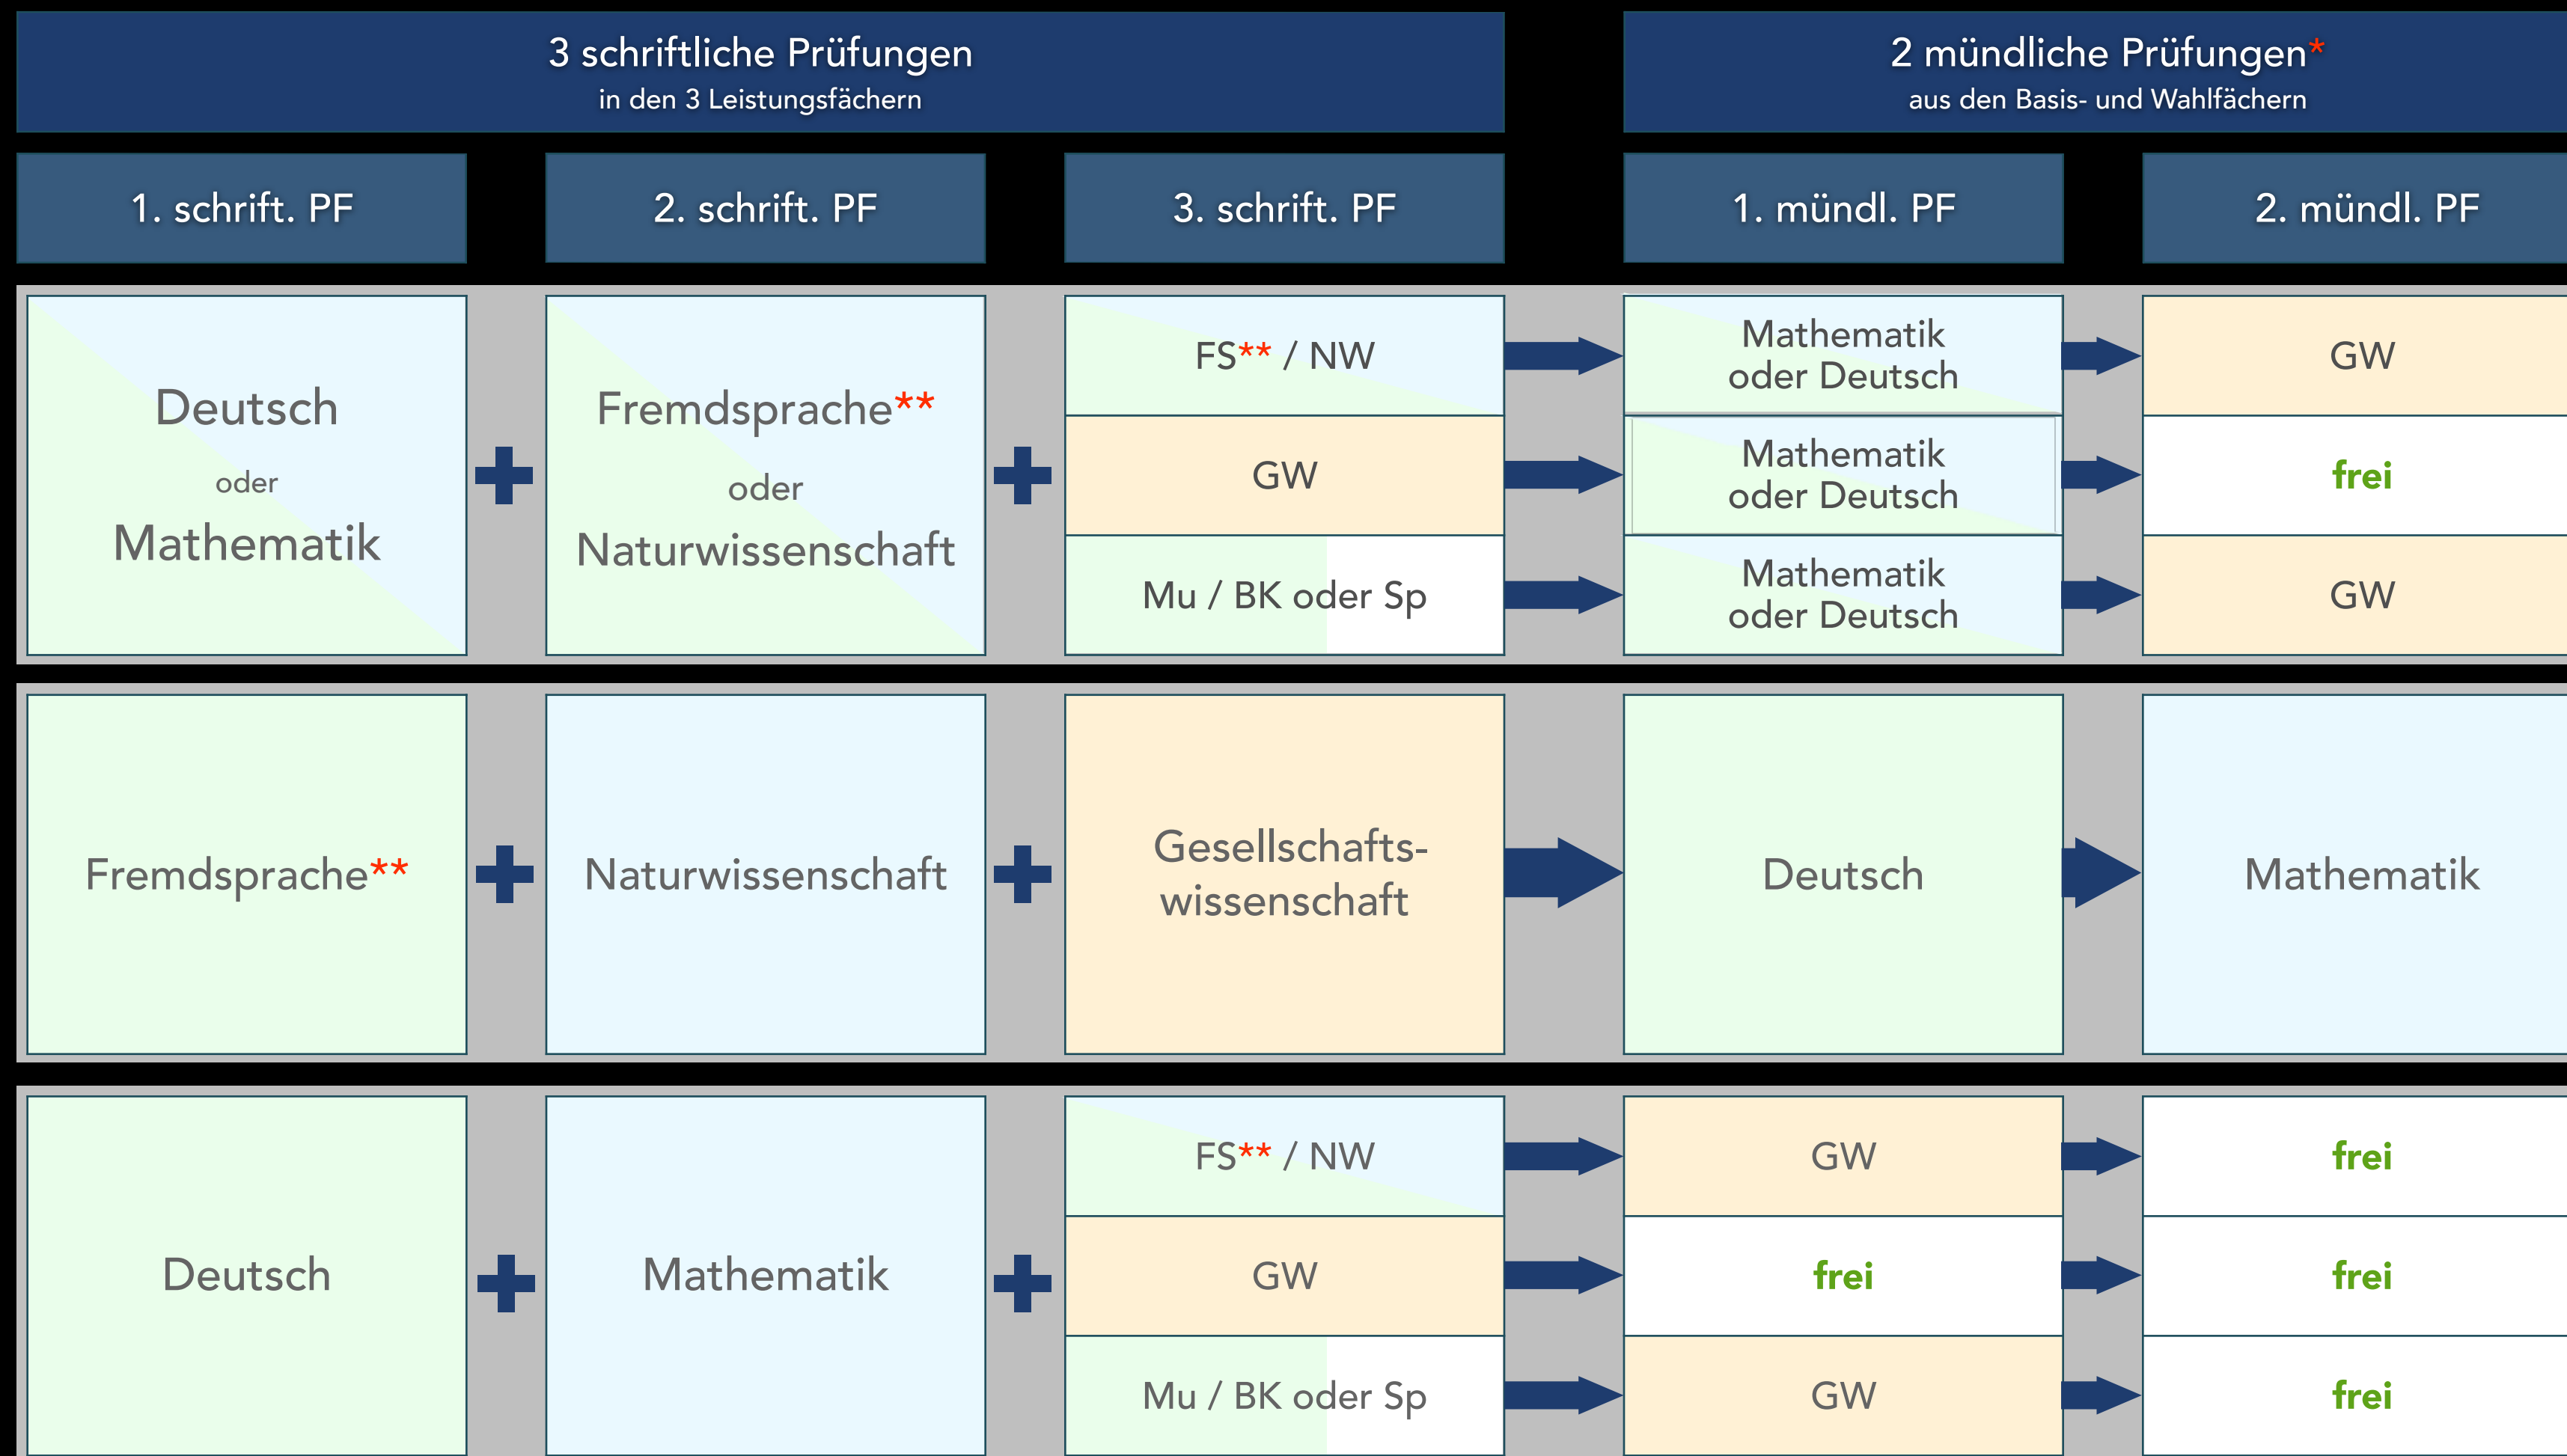 3 schriftliche Prüfungen
in den 3 Leistungsfächern
2 mündliche Prüfungen*
aus den Basis- und Wahlfächern
1. schrift. PF
2. schrift. PF
3. schrift. PF
1. mündl. PF
2. mündl. PF
Deutsch
oder
Mathematik
Fremdsprache**
oder
Naturwissenschaft
FS** / NW
Mathematik
oder Deutsch
GW
GW
Mathematik
oder Deutsch
frei
Mu / BK oder Sp
Mathematik
oder Deutsch
GW
Fremdsprache**
Naturwissenschaft
Gesellschafts-
wissenschaft
Deutsch
Mathematik
Deutsch
Mathematik
FS** / NW
GW
frei
GW
frei
frei
Mu / BK oder Sp
GW
frei